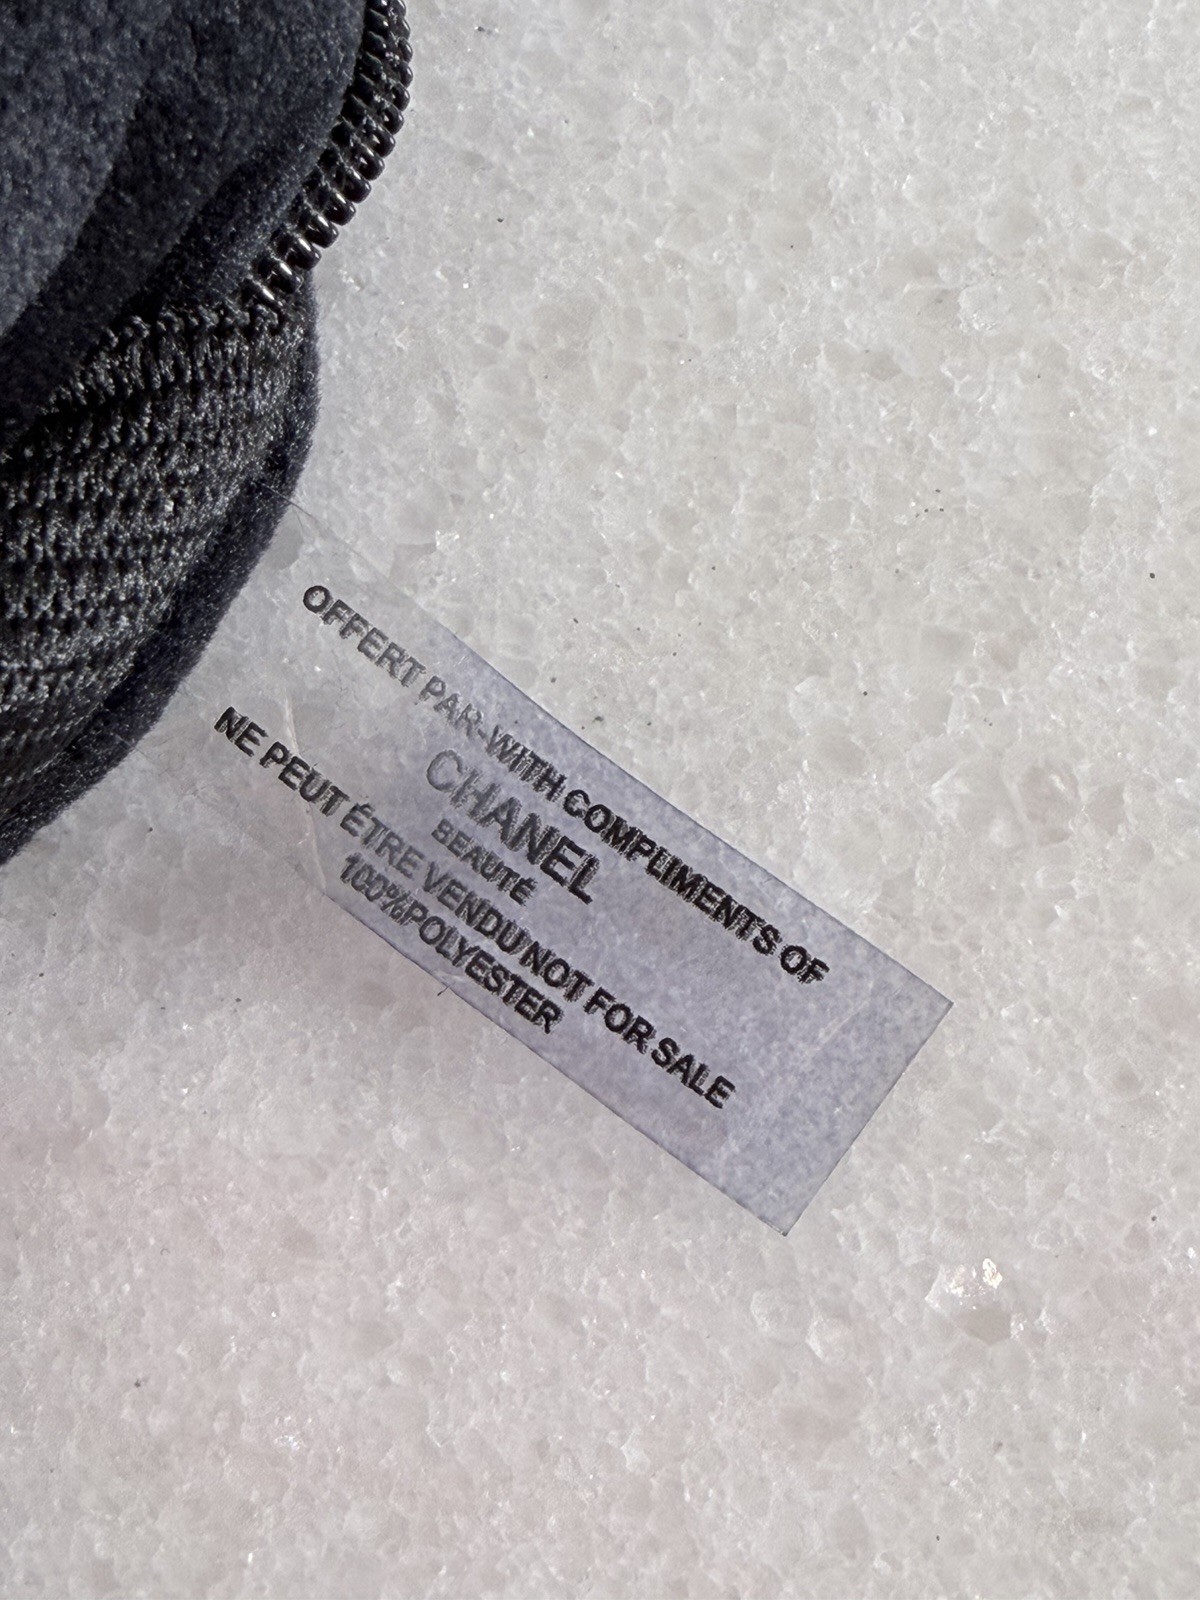 OFFERT PAR-WITH COMPLIMENTS OF
CHANEL
BEAUTÉ
NE PEUT ÊTRE VENDU NOT FOR SALE
100%POLYESTER